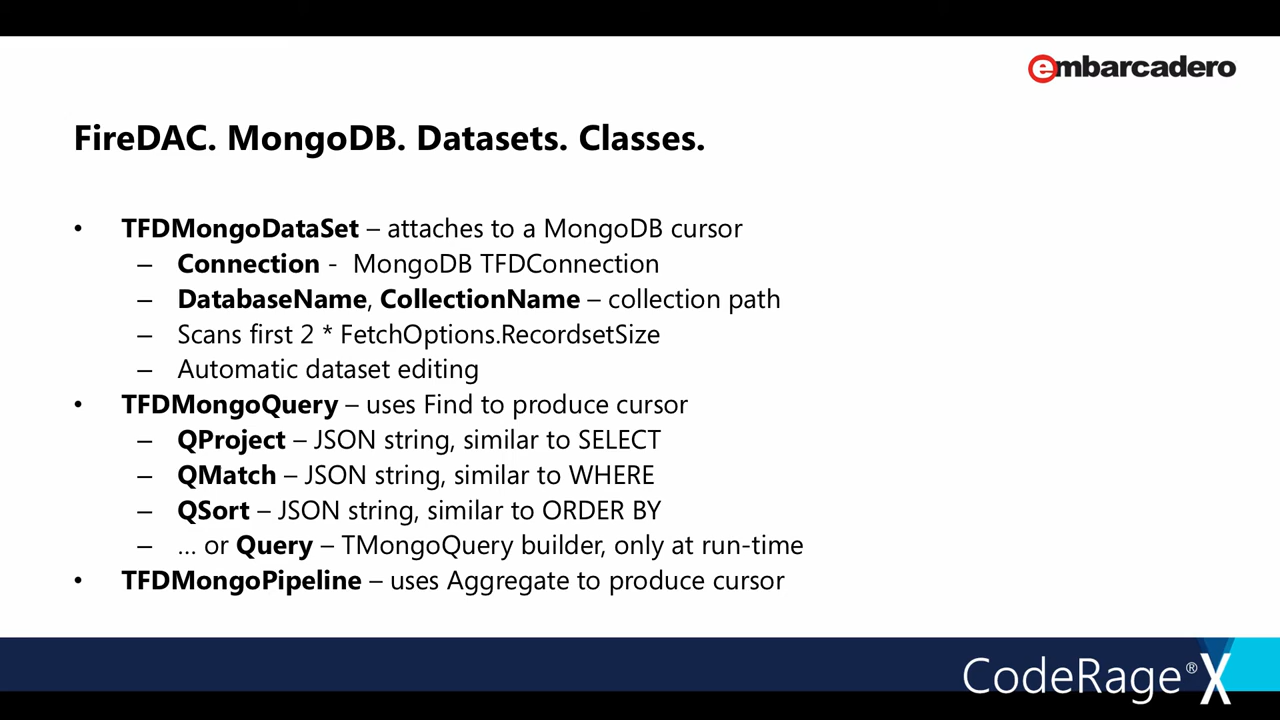 embarcadero
FireDAC. MongoDB. Datasets. Classes.
• TFDMongoDataSet – attaches to a MongoDB cursor
– Connection - MongoDB TFDConnection
– DatabaseName, CollectionName – collection path
– Scans first 2 * FetchOptions.RecordsetSize
– Automatic dataset editing
• TFDMongoQuery – uses Find to produce cursor
– QProject – JSON string, similar to SELECT
– QMatch – JSON string, similar to WHERE
– QSort – JSON string, similar to ORDER BY
– … or Query – TMongoQuery builder, only at run-time
• TFDMongoPipeline – uses Aggregate to produce cursor
CodeRage® X